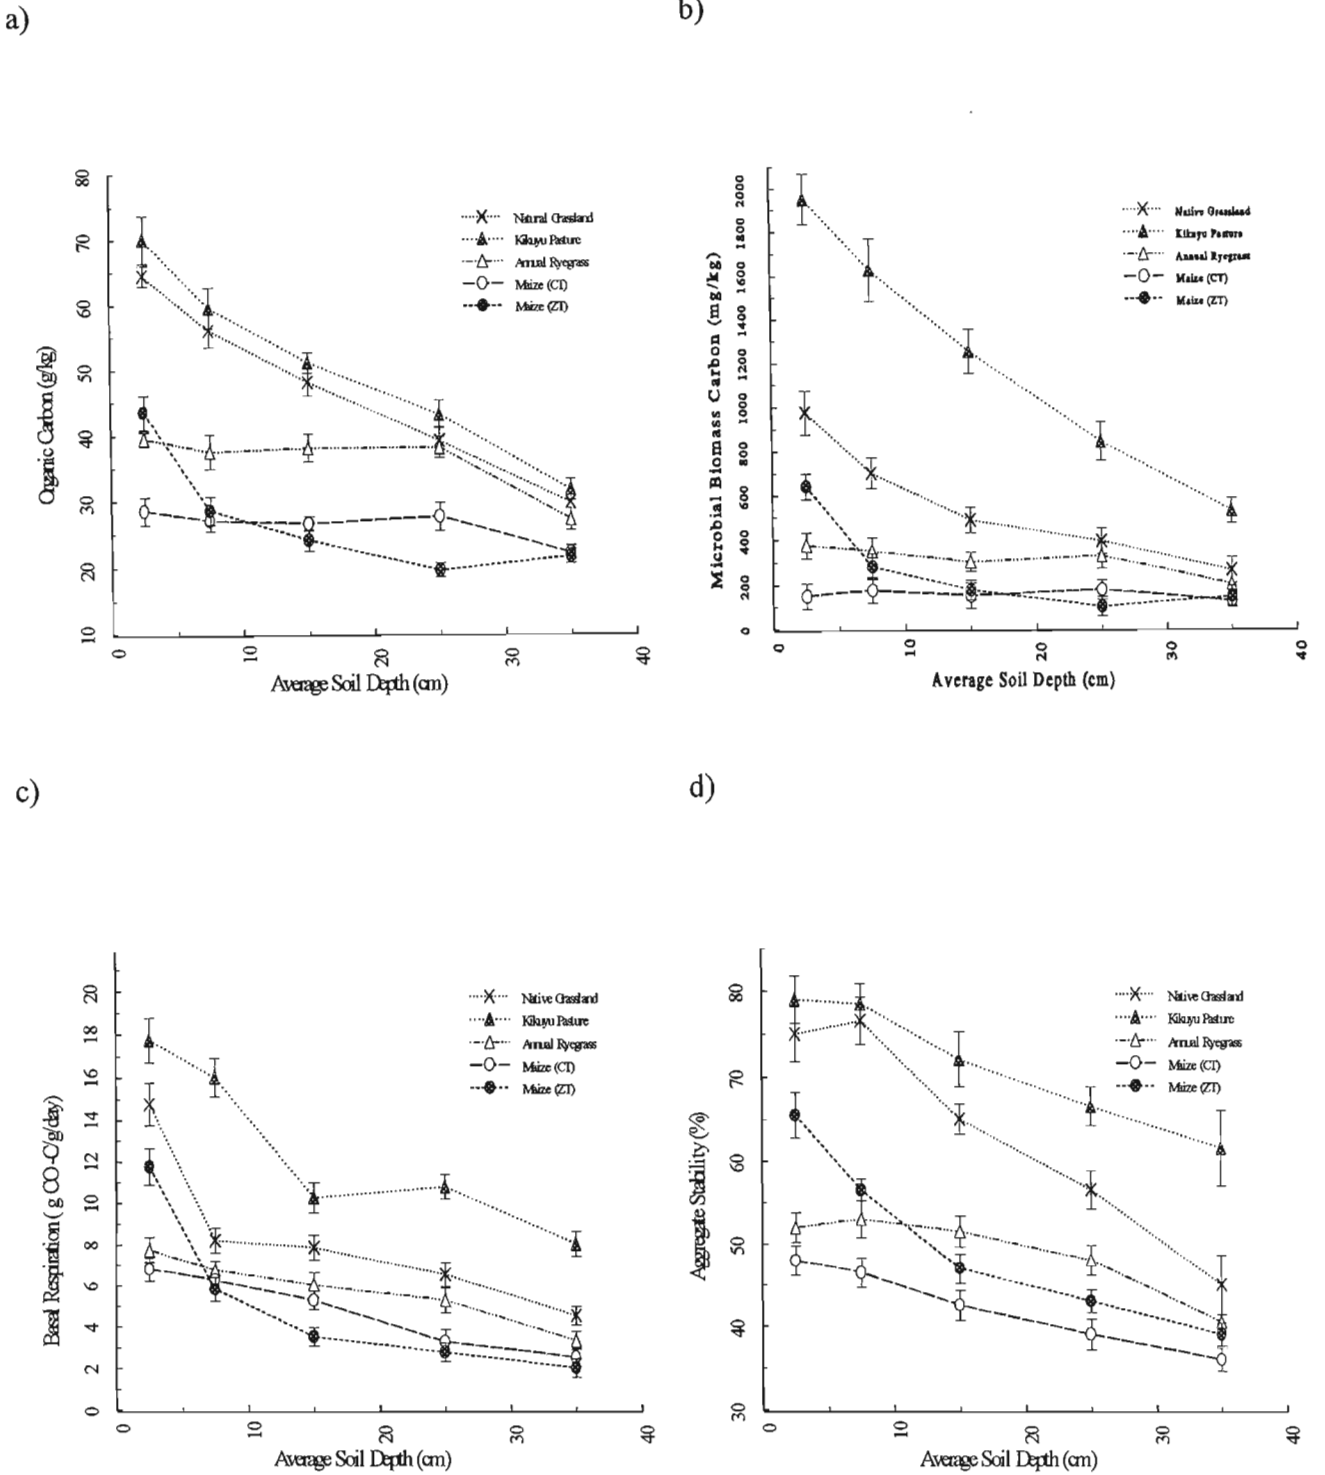 a)
80
70
60
50
40
30
20
10
Organic Carbon (g/kg)
0
10
20
30
40
Average Soil Depth (cm)
Natural Grassland
Kikuyu Pasture
Annual Ryegrass
Maize (CT)
Maize (ZT)
b)
2000
1800
1600
1400
1200
1000
800
600
400
200
0
Microbial Biomass Carbon (mg/kg)
0
10
20
30
40
Average Soil Depth (cm)
Native Grassland
Kikuyu Pasture
Annual Ryegrass
Maize (CT)
Maize (ZT)
c)
20
18
16
14
12
10
8
6
4
2
0
Basal Respiration ( g CO-C/g/day)
0
10
20
30
40
Average Soil Depth (cm)
Native Grassland
Kikuyu Pasture
Annual Ryegrass
Maize (CT)
Maize (ZT)
d)
80
70
60
50
40
30
Aggregate Stability (%)
0
10
20
30
40
Average Soil Depth (cm)
Native Grassland
Kikuyu Pasture
Annual Ryegrass
Maize (CT)
Maize (ZT)